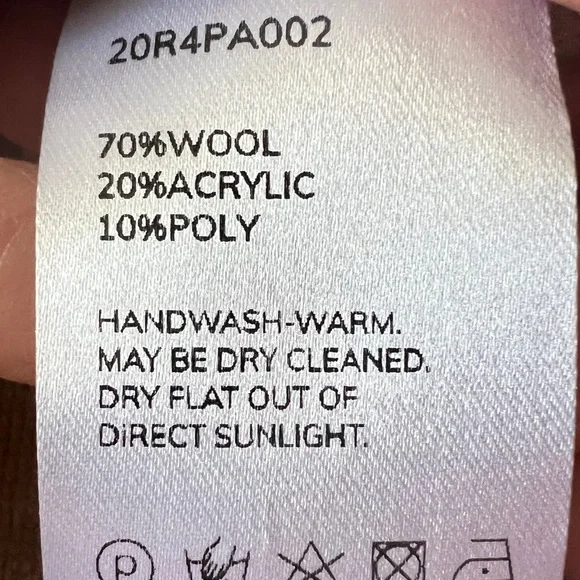 20R4PA002
70%WOOL
20%ACRYLIC
10%POLY
HANDWASH-WARM.
MAY BE DRY CLEANED.
DRY FLAT OUT OF
DIRECT SUNLIGHT.
P